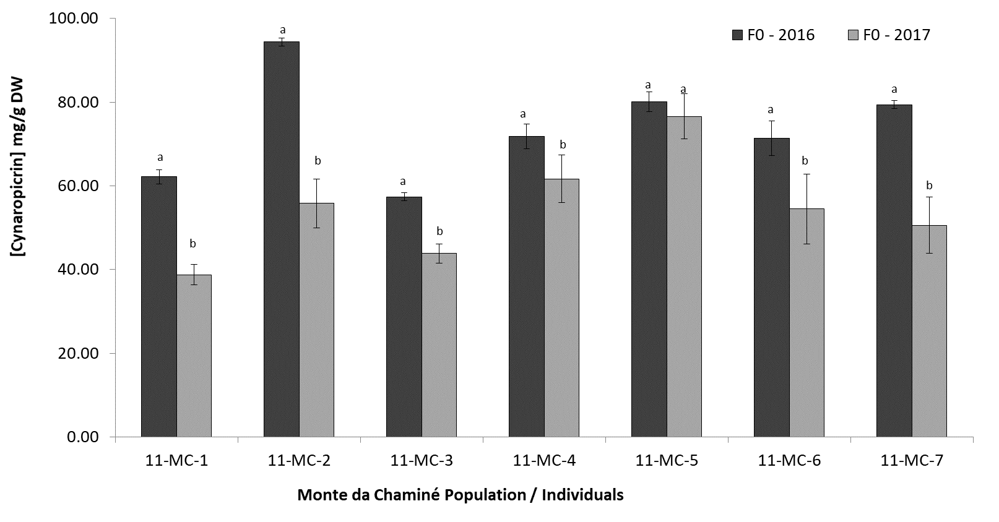 100.00
80.00
60.00
40.00
20.00
0.00
[Cynaropicrin] mg/g DW
F0 - 2016
F0 - 2017
a
b
a
b
a
b
a
b
a
a
a
b
a
b
11-MC-1
11-MC-2
11-MC-3
11-MC-4
11-MC-5
11-MC-6
11-MC-7
Monte da Chaminé Population / Individuals